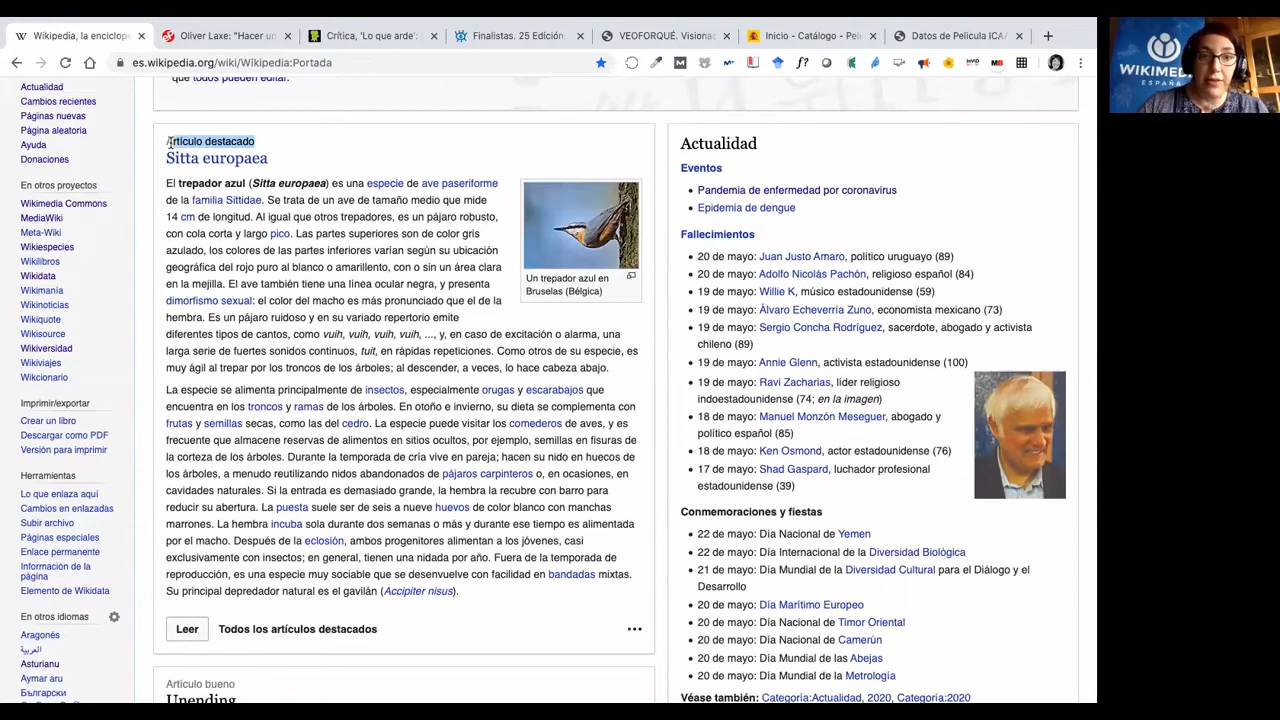 Wikipedia, la enciclope
Oliver Laxe: "Hacer un
Crítica, 'Lo que arde':
Finalistas. 25 Edición.
VEOFORQUÉ. Visionad
Inicio - Catálogo - Pelí
Datos de Película ICAA
es.wikipedia.org/wiki/Wikipedia:Portada
WIKIMEDIA
ESPAÑA
que todos pueden editar.
Actualidad
Cambios recientes
Páginas nuevas
Página aleatoria
Ayuda
Donaciones
En otros proyectos
Wikimedia Commons
MediaWiki
Meta-Wiki
Wikiespecies
Wikilibros
Wikidata
Wikimanía
Wikinoticias
Wikiquote
Wikisource
Wikiversidad
Wikiviajes
Wikcionario
Imprimir/exportar
Crear un libro
Descargar como PDF
Versión para imprimir
Herramientas
Lo que enlaza aquí
Cambios en enlazadas
Subir archivo
Páginas especiales
Enlace permanente
Información de la
página
Elemento de Wikidata
En otros idiomas
Aragonés
العربية
Asturianu
Aymar aru
Български
Artículo destacado
Sitta europaea
El trepador azul (Sitta europaea) es una especie de ave paseriforme
de la familia Sittidae. Se trata de un ave de tamaño medio que mide
14 cm de longitud. Al igual que otros trepadores, es un pájaro robusto,
con cola corta y largo pico. Las partes superiores son de color gris
azulado, los colores de las partes inferiores varían según su ubicación
geográfica del rojo puro al blanco o amarillento, con o sin un área clara
en la mejilla. El ave también tiene una línea ocular negra, y presenta
dimorfismo sexual: el color del macho es más pronunciado que el de la
hembra. Es un pájaro ruidoso y en su variado repertorio emite
diferentes tipos de cantos, como vuih, vuih, vuih, vuih, ..., y, en caso de excitación o alarma, una
larga serie de fuertes sonidos continuos, tuit, en rápidas repeticiones. Como otros de su especie, es
muy ágil al trepar por los troncos de los árboles; al descender, a veces, lo hace cabeza abajo.
Un trepador azul en
Bruselas (Bélgica)
La especie se alimenta principalmente de insectos, especialmente orugas y escarabajos que
encuentra en los troncos y ramas de los árboles. En otoño e invierno, su dieta se complementa con
frutas y semillas secas, como las del cedro. La especie puede visitar los comederos de aves, y es
frecuente que almacene reservas de alimentos en sitios ocultos, por ejemplo, semillas en fisuras de
la corteza de los árboles. Durante la temporada de cría vive en pareja; hacen su nido en huecos de
los árboles, a menudo reutilizando nidos abandonados de pájaros carpinteros o, en ocasiones, en
cavidades naturales. Si la entrada es demasiado grande, la hembra la recubre con barro para
reducir su abertura. La puesta suele ser de seis a nueve huevos de color blanco con manchas
marrones. La hembra incuba sola durante dos semanas o más y durante ese tiempo es alimentada
por el macho. Después de la eclosión, ambos progenitores alimentan a los jóvenes, casi
exclusivamente con insectos; en general, tienen una nidada por año. Fuera de la temporada de
reproducción, es una especie muy sociable que se desenvuelve con facilidad en bandadas mixtas.
Su principal depredador natural es el gavilán (Accipiter nisus).
Leer
Todos los artículos destacados
Artículo bueno
Unending
Actualidad
Eventos
• Pandemia de enfermedad por coronavirus
• Epidemia de dengue
Fallecimientos
• 20 de mayo: Juan Justo Amaro, político uruguayo (89)
• 20 de mayo: Adolfo Nicolás Pachón, religioso español (84)
• 19 de mayo: Willie K, músico estadounidense (59)
• 19 de mayo: Álvaro Echeverría Zuno, economista mexicano (73)
• 19 de mayo: Sergio Concha Rodríguez, sacerdote, abogado y activista
chileno (89)
• 19 de mayo: Annie Glenn, activista estadounidense (100)
• 19 de mayo: Ravi Zacharias, líder religioso
indoestadounidense (74; en la imagen)
• 18 de mayo: Manuel Monzón Meseguer, abogado y
político español (85)
• 18 de mayo: Ken Osmond, actor estadounidense (76)
• 17 de mayo: Shad Gaspard, luchador profesional
estadounidense (39)
Conmemoraciones y fiestas
• 22 de mayo: Día Nacional de Yemen
• 22 de mayo: Día Internacional de la Diversidad Biológica
• 21 de mayo: Día Mundial de la Diversidad Cultural para el Diálogo y el
Desarrollo
• 20 de mayo: Día Marítimo Europeo
• 20 de mayo: Día Nacional de Timor Oriental
• 20 de mayo: Día Nacional de Camerún
• 20 de mayo: Día Mundial de las Abejas
• 20 de mayo: Día Mundial de la Metrología
Véase también: Categoría:Actualidad, 2020, Categoría:2020